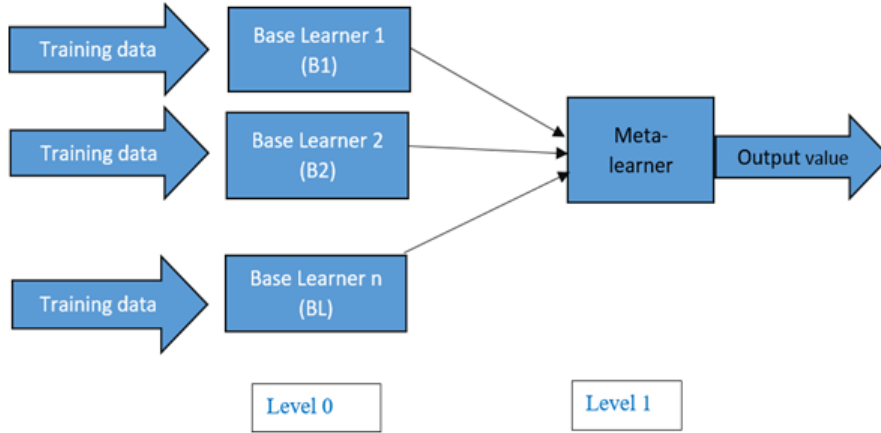 Training data
Base Learner 1
(B1)
Training data
Base Learner 2
(B2)
Meta-
learner
Output value
Training data
Base Learner n
(BL)
Level 0
Level 1